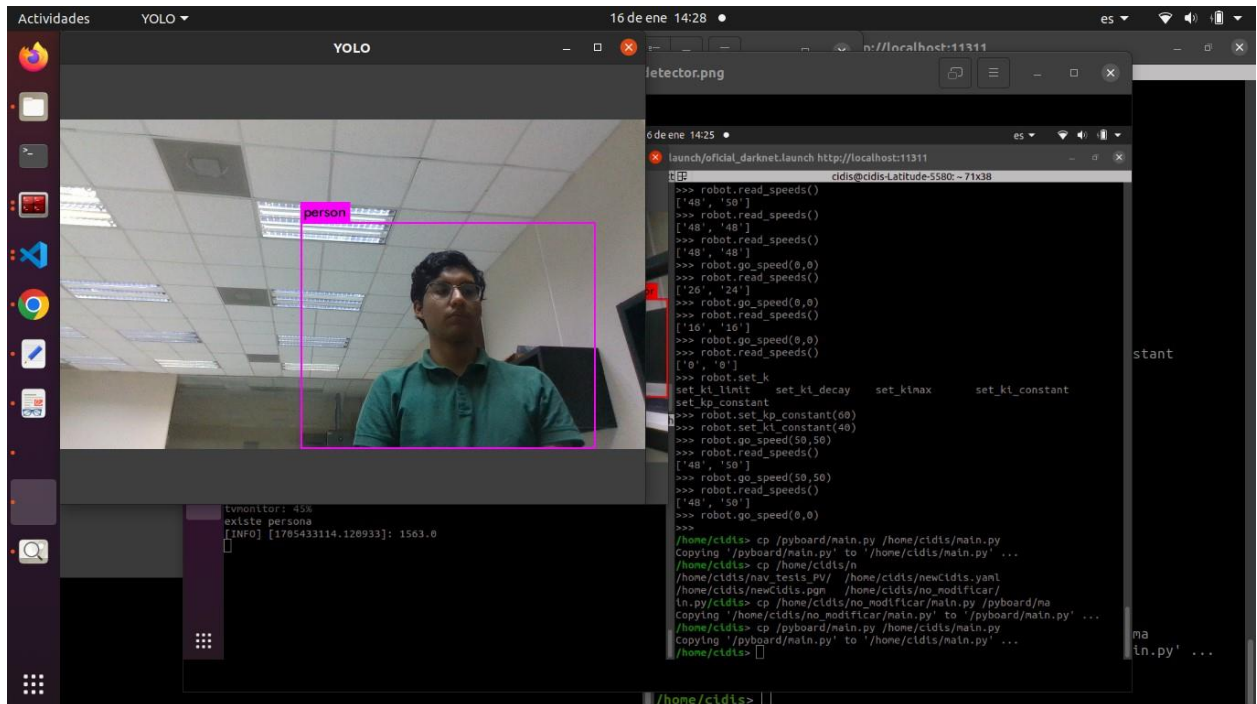 Actividades YOLO 16 de ene 14:28 es
YOLO
person
tvmonitor: 45%
existe persona
[INFO] [1705433114.120933]: 1563.0
://localhost:11311
detector.png
6 de ene 14:25 es
launch/oficial_darknet.launch http://localhost:11311
cidis@cidis-Latitude-5580: ~ 71x38
>>> robot.read_speeds()
['48', '50']
>>> robot.read_speeds()
['48', '48']
>>> robot.read_speeds()
['48', '48']
>>> robot.go_speed(0,0)
>>> robot.read_speeds()
['26', '24']
>>> robot.go_speed(0,0)
>>> robot.read_speeds()
['16', '16']
>>> robot.go_speed(0,0)
>>> robot.read_speeds()
['0', '0']
>>> robot.set_k
set_ki_limit set_ki_decay set_kimax set_ki_constant
set_kp_constant
>>> robot.set_kp_constant(60)
>>> robot.set_ki_constant(40)
>>> robot.go_speed(50,50)
>>> robot.read_speeds()
['48', '50']
>>> robot.go_speed(50,50)
>>> robot.read_speeds()
['48', '50']
>>> robot.go_speed(0,0)
>>>
/home/cidis> cp /pyboard/main.py /home/cidis/main.py
Copying '/pyboard/main.py' to '/home/cidis/main.py' ...
/home/cidis> cp /home/cidis/n
/home/cidis/nav_tesis_PV/ /home/cidis/newCidis.yaml
/home/cidis/newCidis.pgm /home/cidis/no_modificar/
in.py/cidis> cp /home/cidis/no_modificar/main.py /pyboard/ma
Copying '/home/cidis/no_modificar/main.py' to '/pyboard/main.py' ...
/home/cidis> cp /pyboard/main.py /home/cidis/main.py
Copying '/pyboard/main.py' to '/home/cidis/main.py' ...
/home/cidis>
stant
ma
in.py' ...
/home/cidis>